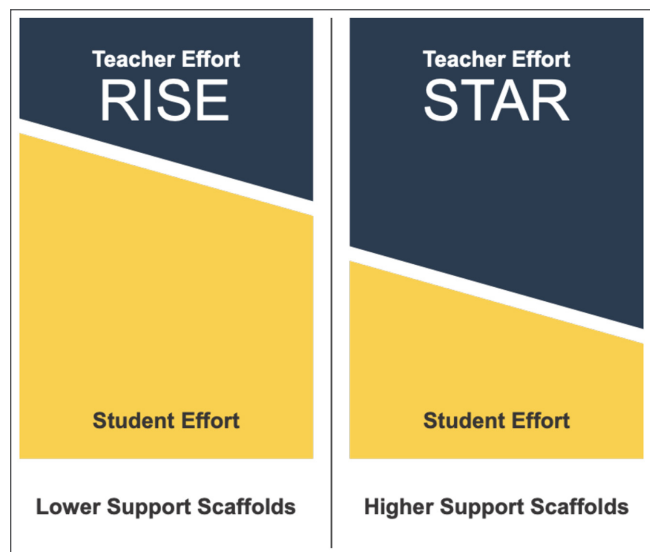 Teacher Effort
RISE
Student Effort
Lower Support Scaffolds
Teacher Effort
STAR
Student Effort
Higher Support Scaffolds